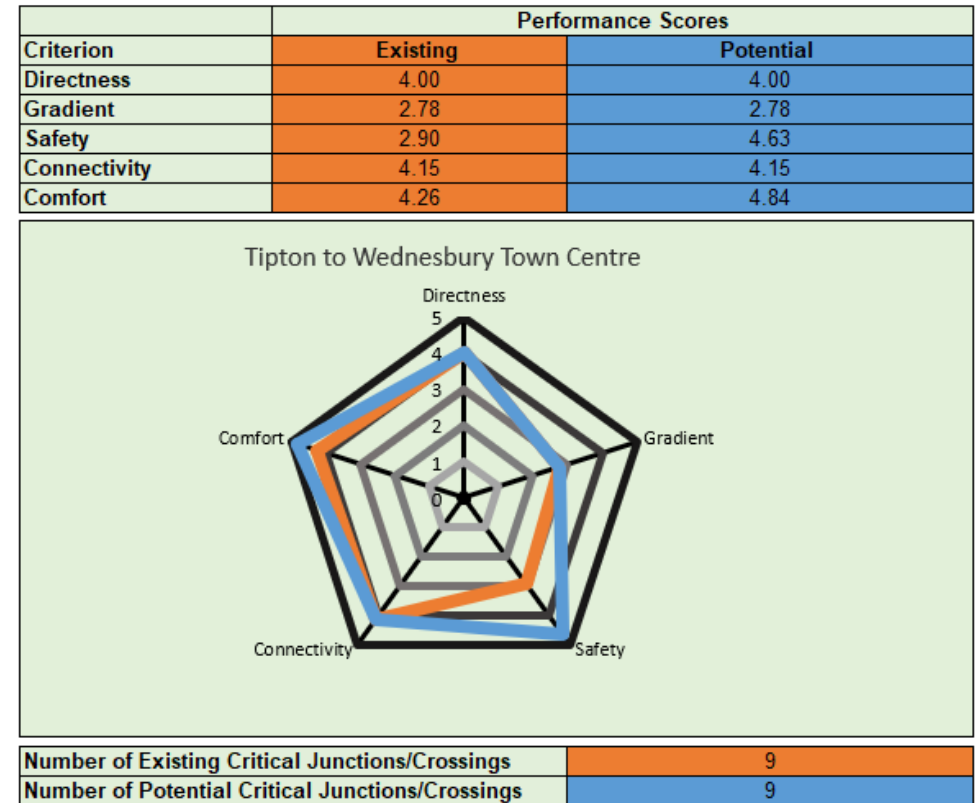 Performance Scores
Criterion Existing Potential
Directness 4.00 4.00
Gradient 2.78 2.78
Safety 2.90 4.63
Connectivity 4.15 4.15
Comfort 4.26 4.84
Tipton to Wednesbury Town Centre
Directness
5
4
3
2
1
0
Comfort
Gradient
Connectivity
Safety
Number of Existing Critical Junctions/Crossings 9
Number of Potential Critical Junctions/Crossings 9